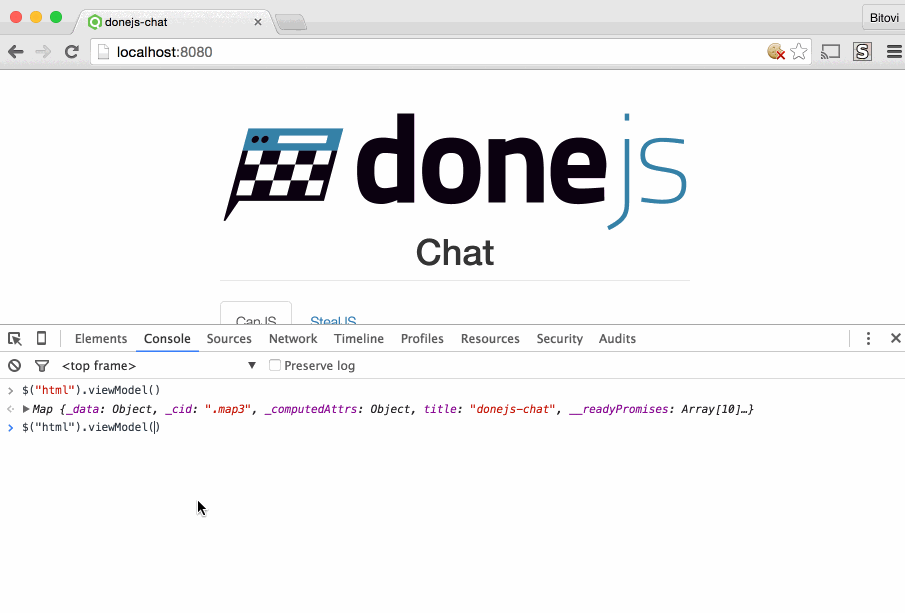 donejs-chat
Bitovi
localhost:8080
S
donejs
Chat
CanJS StealJS
Elements Console Sources Network Timeline Profiles Resources Security Audits
<top frame> Preserve log
$("html").viewModel()
Map {_data: Object, _cid: ".map3", _computedAttrs: Object, title: "donejs-chat", __readyPromises: Array[10]…}
$("html").viewModel()